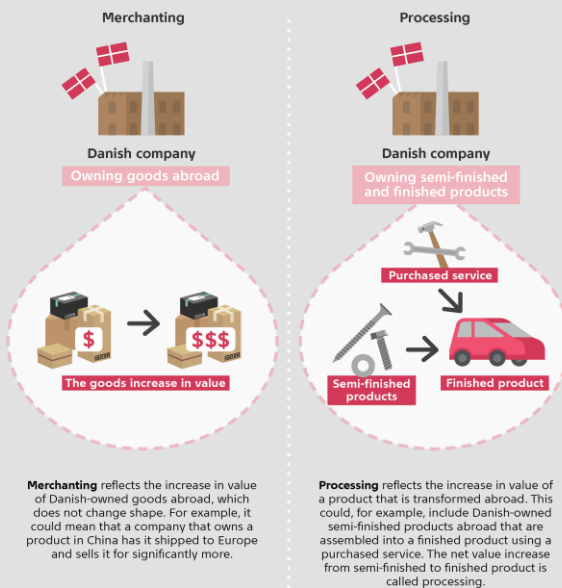 Merchanting
Danish company
Owning goods abroad
$
$$$
The goods increase in value
Merchanting reflects the increase in value
of Danish-owned goods abroad, which
does not change shape. For example, it
could mean that a company that owns a
product in China has it shipped to Europe
and sells it for significantly more.
Processing
Danish company
Owning semi-finished
and finished products
Purchased service
Semi-finished
products
Finished product
Processing reflects the increase in value of
a product that is transformed abroad. This
could, for example, include Danish-owned
semi-finished products abroad that are
assembled into a finished product using a
purchased service. The net value increase
from semi-finished to finished product is
called processing.